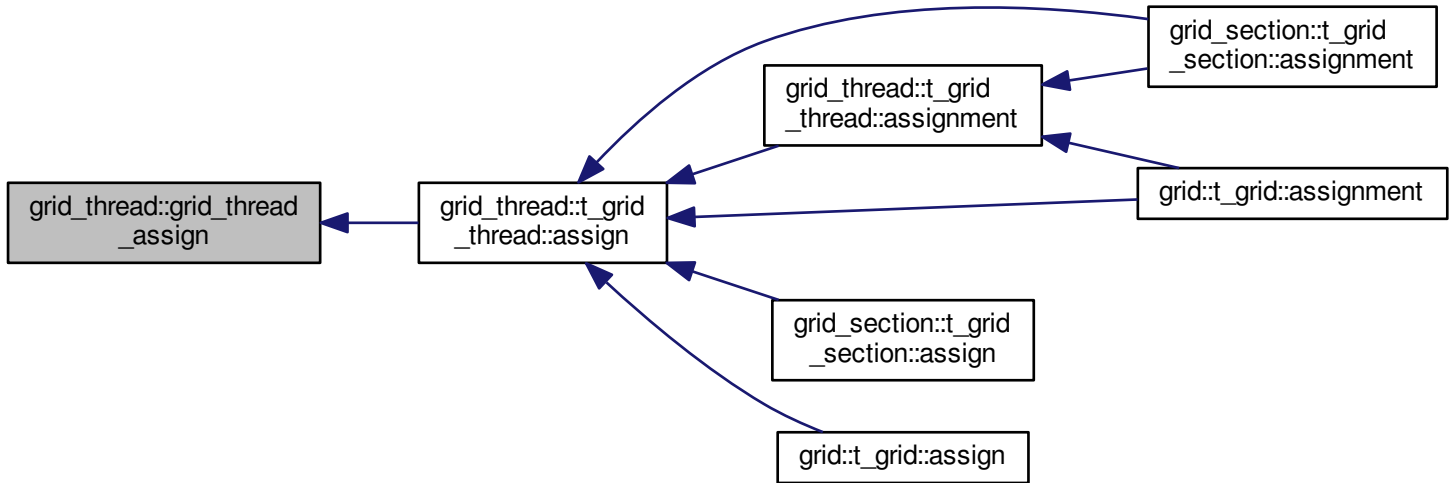 grid_thread::grid_thread
_assign
grid_thread::t_grid
_thread::assign
grid_section::t_grid
_section::assignment
grid_thread::t_grid
_thread::assignment
grid::t_grid::assignment
grid_section::t_grid
_section::assign
grid::t_grid::assign